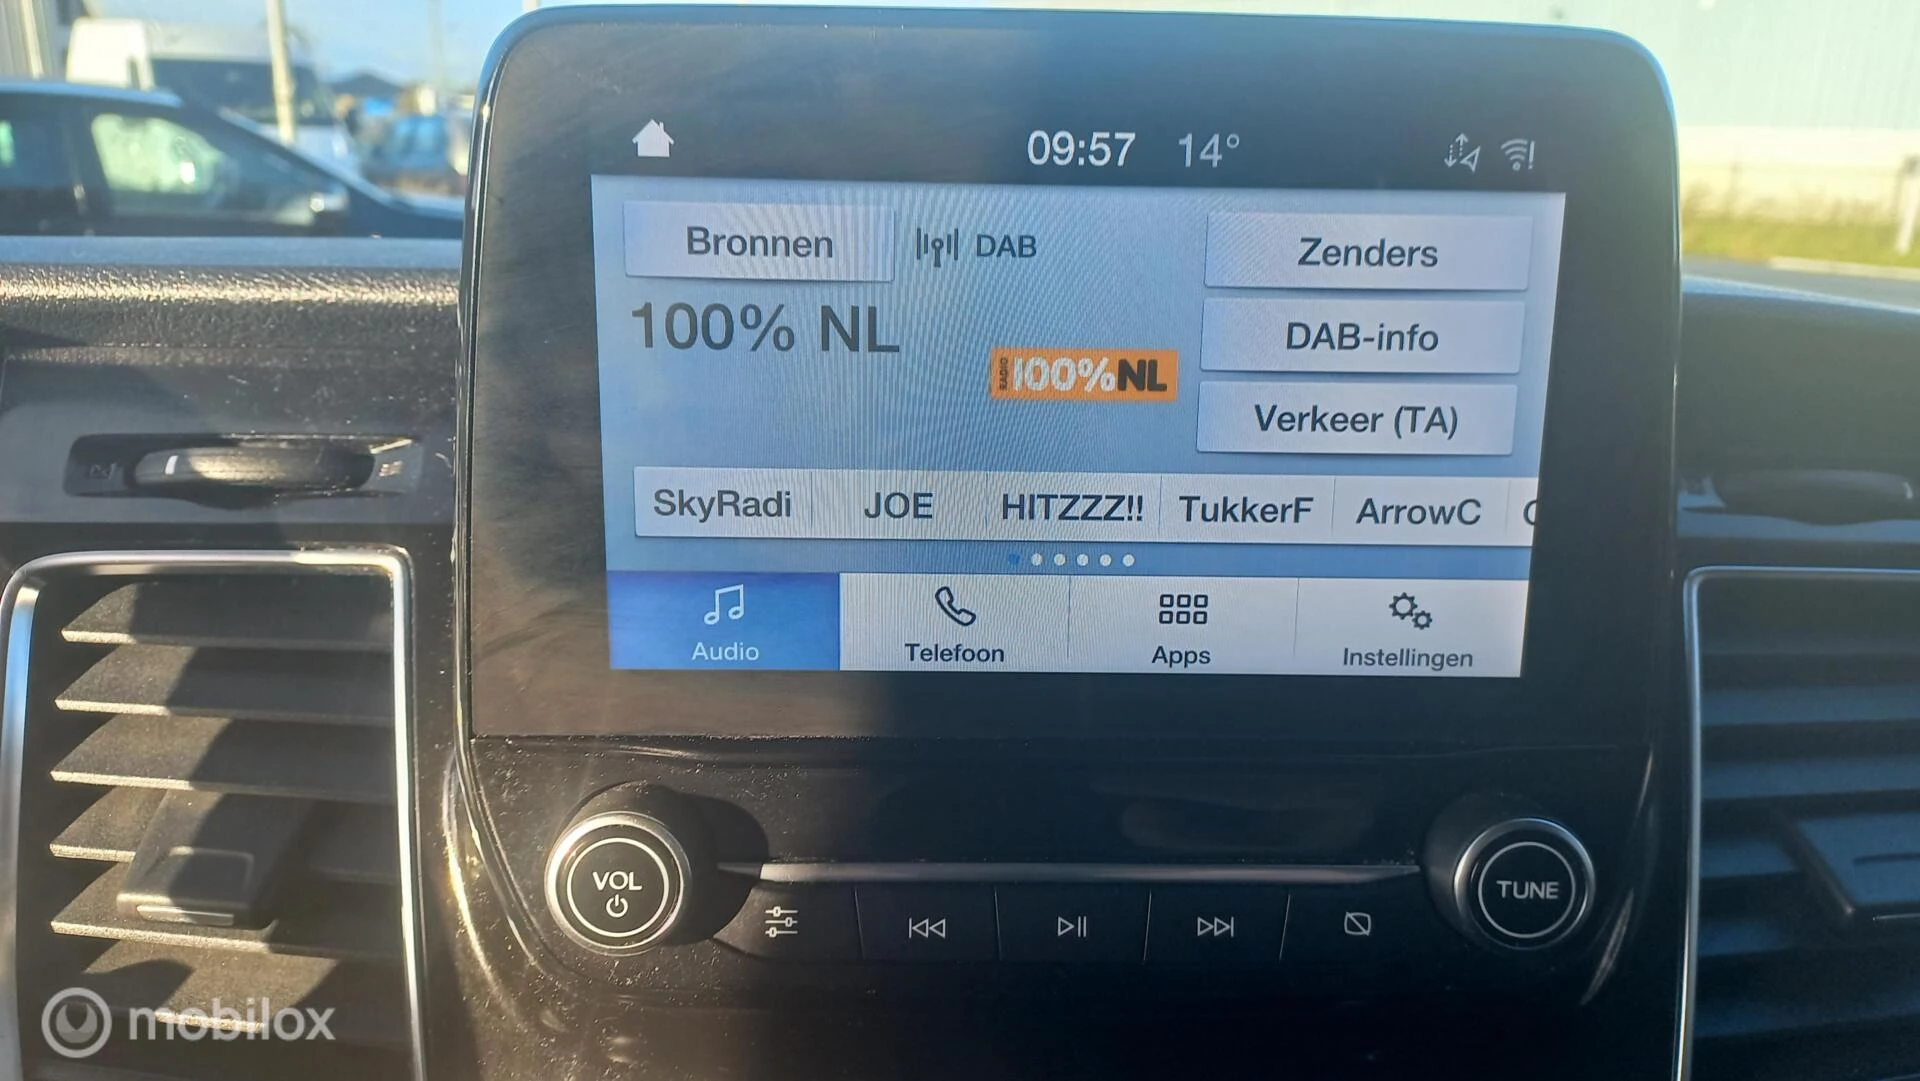 09:57 14°
Bronnen DAB Zenders
100% NL
DAB-info
RADIO 100%NL
Verkeer (TA)
SkyRadi JOE HITZZZ!! TukkerF ArrowC
Audio Telefoon Apps Instellingen
VOL
TUNE
mobilox